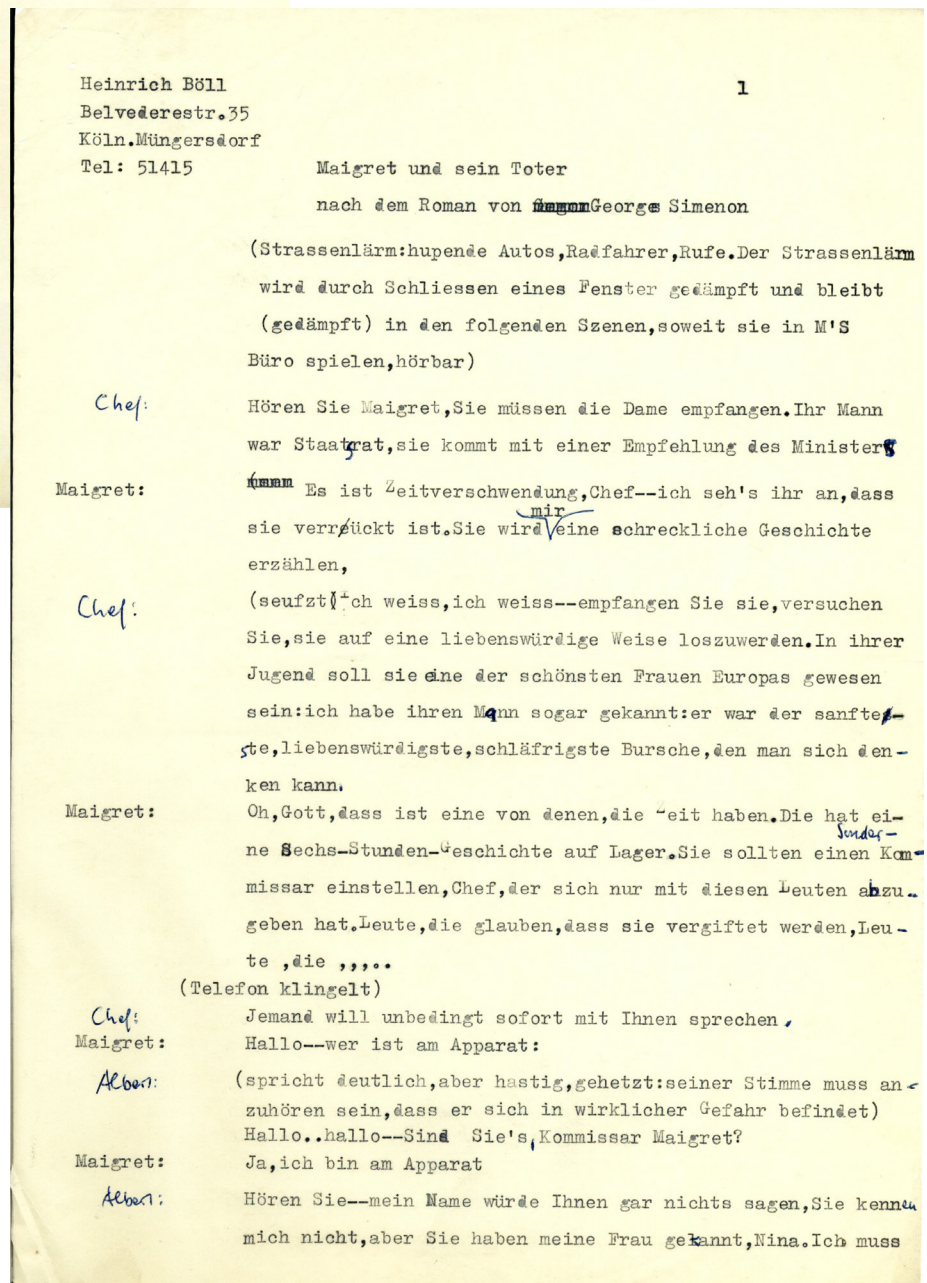 Heinrich Böll
1
Belvederestr.35
Köln.Müngersdorf
Tel: 51415
Maigret und sein Toter
nach dem Roman von George Simenon
(Strassenlärm:hupende Autos,Radfahrer,Rufe.Der Strassenlärm
wird durch Schliessen eines Fenster gedämpft und bleibt
(gedämpft) in den folgenden Szenen,soweit sie in M'S
Büro spielen,hörbar)
Chef: Hören Sie Maigret,Sie müssen die Dame empfangen.Ihr Mann
war Staatsrat,sie kommt mit einer Empfehlung des Ministers
Maigret: Es ist Zeitverschwendung,Chef--ich seh's ihr an,dass
sie verrückt ist.Sie wird mir eine schreckliche Geschichte
erzählen,
Chef: (seufzt) Ich weiss,ich weiss--empfangen Sie sie,versuchen
Sie,sie auf eine liebenswürdige Weise loszuwerden.In ihrer
Jugend soll sie eine der schönsten Frauen Europas gewesen
sein:ich habe ihren Mann sogar gekannt:er war der sanfte-
ste,liebenswürdigste,schläfrigste Bursche,den man sich den-
ken kann.
Maigret: Oh,Gott,dass ist eine von denen,die Zeit haben.Die hat ei-
ne Sechs-Stunden-Geschichte auf Lager.Sie sollten einen Sonder-Kom-
missar einstellen,Chef,der sich nur mit diesen Leuten abzu-
geben hat.Leute,die glauben,dass sie vergiftet werden,Leu-
te ,die ,,,..
(Telefon klingelt)
Chef: Jemand will unbedingt sofort mit Ihnen sprechen.
Maigret: Hallo--wer ist am Apparat:
Albert: (spricht deutlich,aber hastig,gehetzt:seiner Stimme muss an-
zuhören sein,dass er sich in wirklicher Gefahr befindet)
Hallo..hallo--Sind Sie's,Kommissar Maigret?
Maigret: Ja,ich bin am Apparat
Albert: Hören Sie--mein Name würde Ihnen gar nichts sagen,Sie kennen
mich nicht,aber Sie haben meine Frau gekannt,Nina.Ich muss